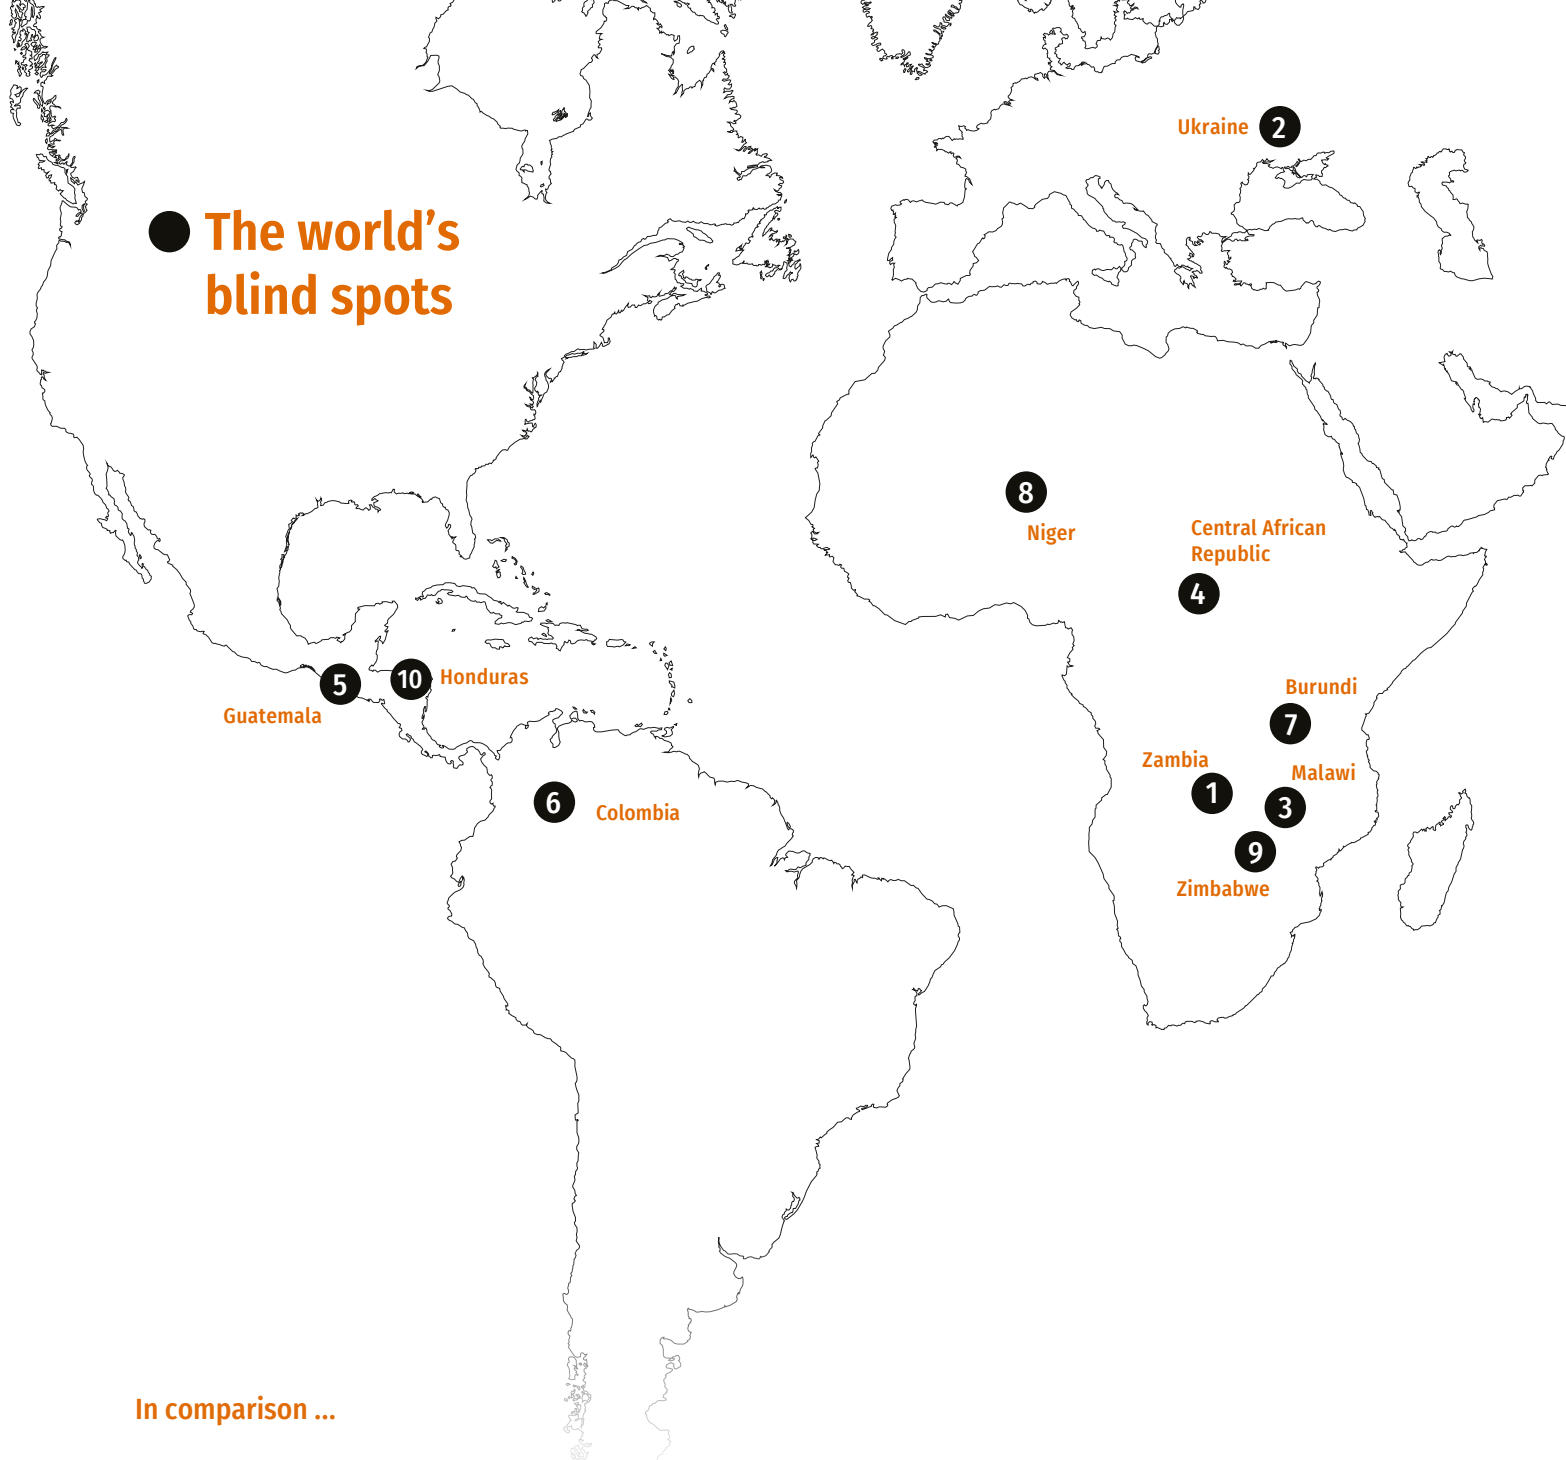 The world’s
blind spots
Ukraine 2
8
Niger
Central African
Republic
4
5
Guatemala
10 Honduras
6 Colombia
Burundi
7
Zambia
1
Malawi
3
9
Zimbabwe
In comparison ...